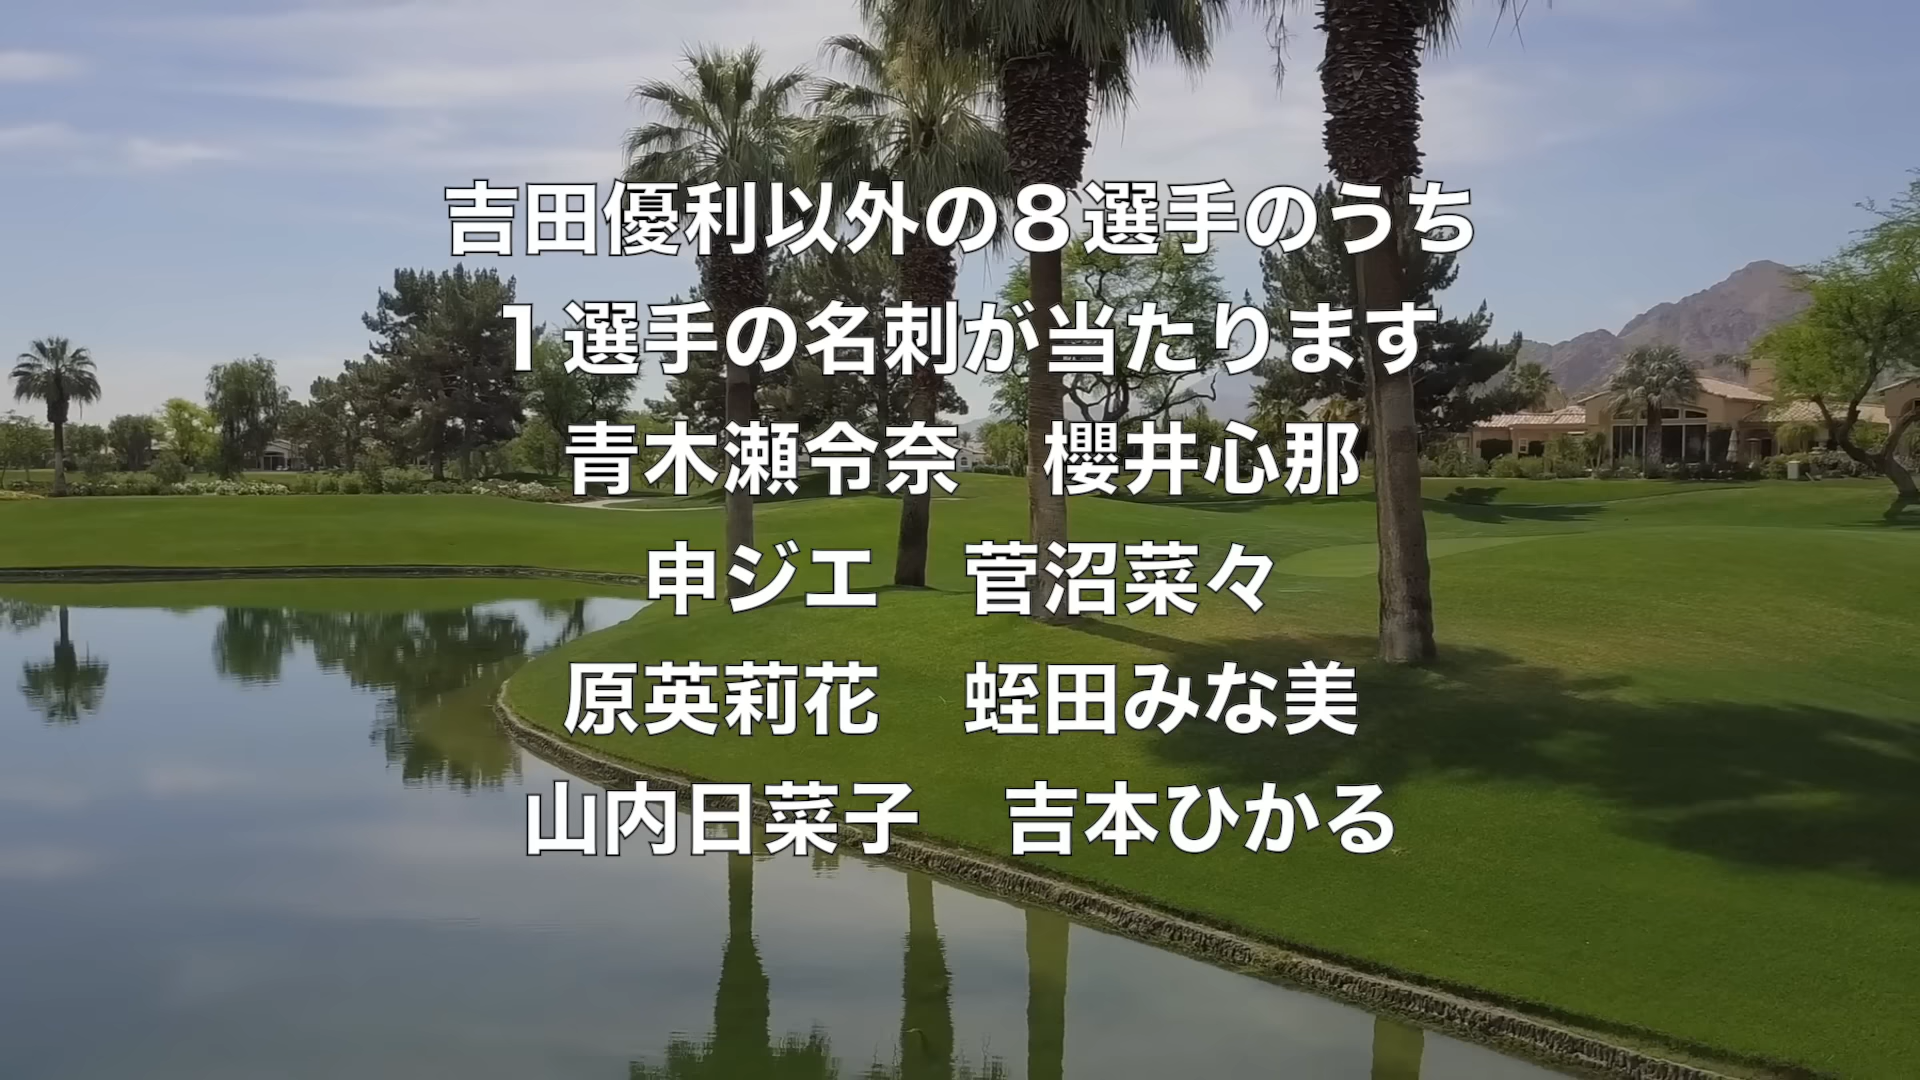 吉田優利以外の８選手のうち
１選手の名刺が当たります
青木瀬令奈　櫻井心那
申ジエ　菅沼菜々
原英莉花　蛭田みな美
山内日菜子　吉本ひかる